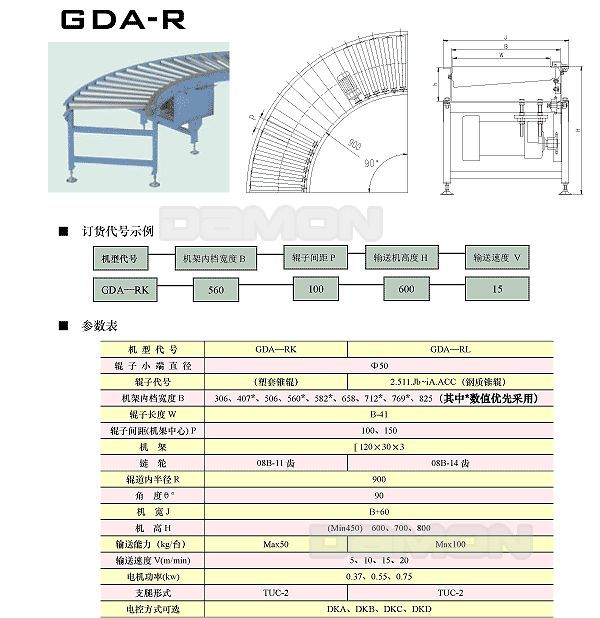 GDA-R
J
B
W
h
H
P
900
90°
DAMON
■ 订货代号示例
机型代号 机架内档宽度 B 辊子间距 P 输送机高度 H 输送速度 V
GDA—RK 560 100 600 15
■ 参数表
机型代号 GDA—RK GDA—RL
辊子小端直径 Φ50
辊子代号 (塑套锥辊) 2.511.Jb~iA.ACC (钢质锥辊)
机架内档宽度 B 306、407*、506、560*、582*、658、712*、769*、825 (其中*数值优先采用)
辊子长度 W B-41
辊子间距(机架中心) P 100、150
机架 [ 120×30×3
链轮 08B-11 齿 08B-14 齿
辊道内半径 R 900
角度θ° 90
机宽 J B+60
机高 H (Min450) 600、700、800
输送能力 (kg/台) Max50 Max100
输送速度 V(m/min) 5、10、15、20
电机功率(kw) 0.37、0.55、0.75
支腿形式 TUC-2 TUC-2
电控方式可选 DKA、DKB、DKC、DKD
DAMON